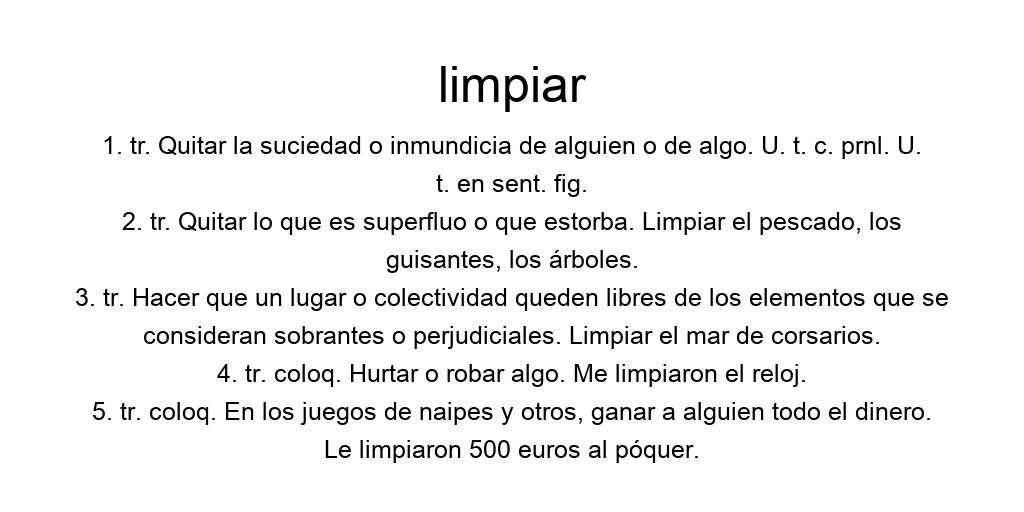 limpiar
1. tr. Quitar la suciedad o inmundicia de alguien o de algo. U. t. c. prnl. U.
t. en sent. fig.
2. tr. Quitar lo que es superfluo o que estorba. Limpiar el pescado, los
guisantes, los árboles.
3. tr. Hacer que un lugar o colectividad queden libres de los elementos que se
consideran sobrantes o perjudiciales. Limpiar el mar de corsarios.
4. tr. coloq. Hurtar o robar algo. Me limpiaron el reloj.
5. tr. coloq. En los juegos de naipes y otros, ganar a alguien todo el dinero.
Le limpiaron 500 euros al póquer.